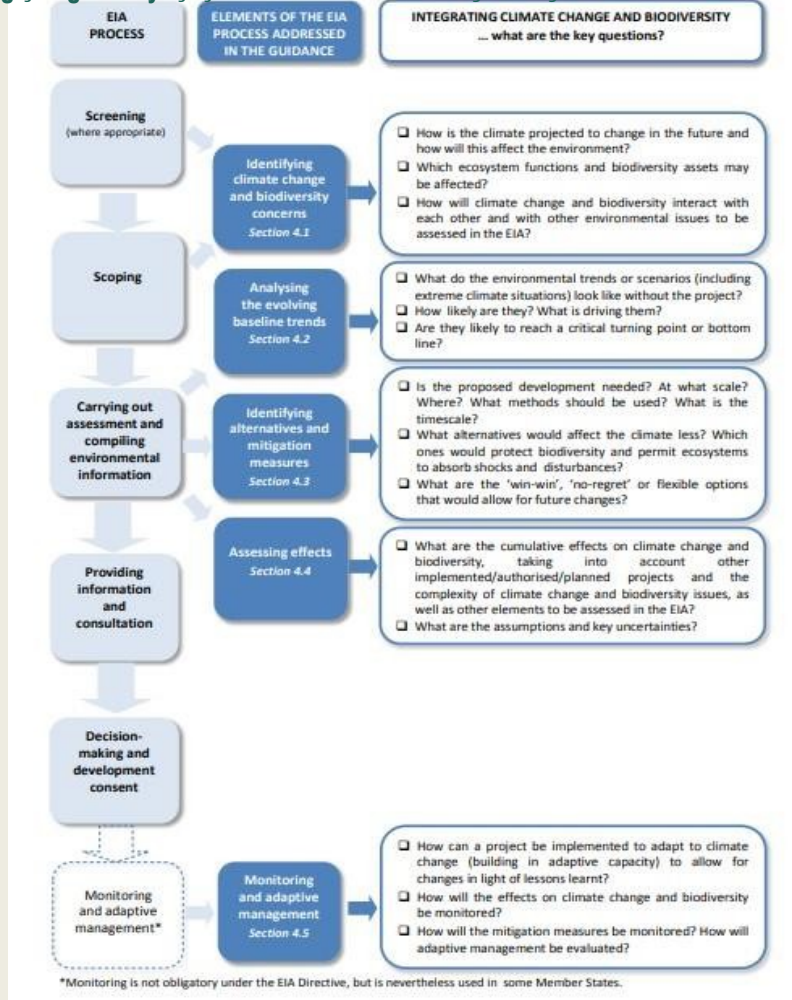 EIA
PROCESS
ELEMENTS OF THE EIA
PROCESS ADDRESSED
IN THE GUIDANCE
INTEGRATING CLIMATE CHANGE AND BIODIVERSITY
... what are the key questions?
Screening
(where appropriate)
Identifying
climate change
and biodiversity
concerns
Section 4.1
❑ How is the climate projected to change in the future and
how will this affect the environment?
❑ Which ecosystem functions and biodiversity assets may
be affected?
❑ How will climate change and biodiversity interact with
each other and with other environmental issues to be
assessed in the EIA?
Scoping
Analysing
the evolving
baseline trends
Section 4.2
❑ What do the environmental trends or scenarios (including
extreme climate situations) look like without the project?
❑ How likely are they? What is driving them?
❑ Are they likely to reach a critical turning point or bottom
line?
Carrying out
assessment and
compiling
environmental
information
Identifying
alternatives and
mitigation
measures
Section 4.3
❑ Is the proposed development needed? At what scale?
Where? What methods should be used? What is the
timescale?
❑ What alternatives would affect the climate less? Which
ones would protect biodiversity and permit ecosystems
to absorb shocks and disturbances?
❑ What are the 'win-win', 'no-regret' or flexible options
that would allow for future changes?
Assessing effects
Section 4.4
❑ What are the cumulative effects on climate change and
biodiversity, taking into account other
implemented/authorised/planned projects and the
complexity of climate change and biodiversity issues, as
well as other elements to be assessed in the EIA?
❑ What are the assumptions and key uncertainties?
Providing
information
and
consultation
Decision-
making and
development
consent
Monitoring
and adaptive
management*
Monitoring
and adaptive
management
Section 4.5
❑ How can a project be implemented to adapt to climate
change (building in adaptive capacity) to allow for
changes in light of lessons learnt?
❑ How will the effects on climate change and biodiversity
be monitored?
❑ How will the mitigation measures be monitored? How will
adaptive management be evaluated?
*Monitoring is not obligatory under the EIA Directive, but is nevertheless used in some Member States.